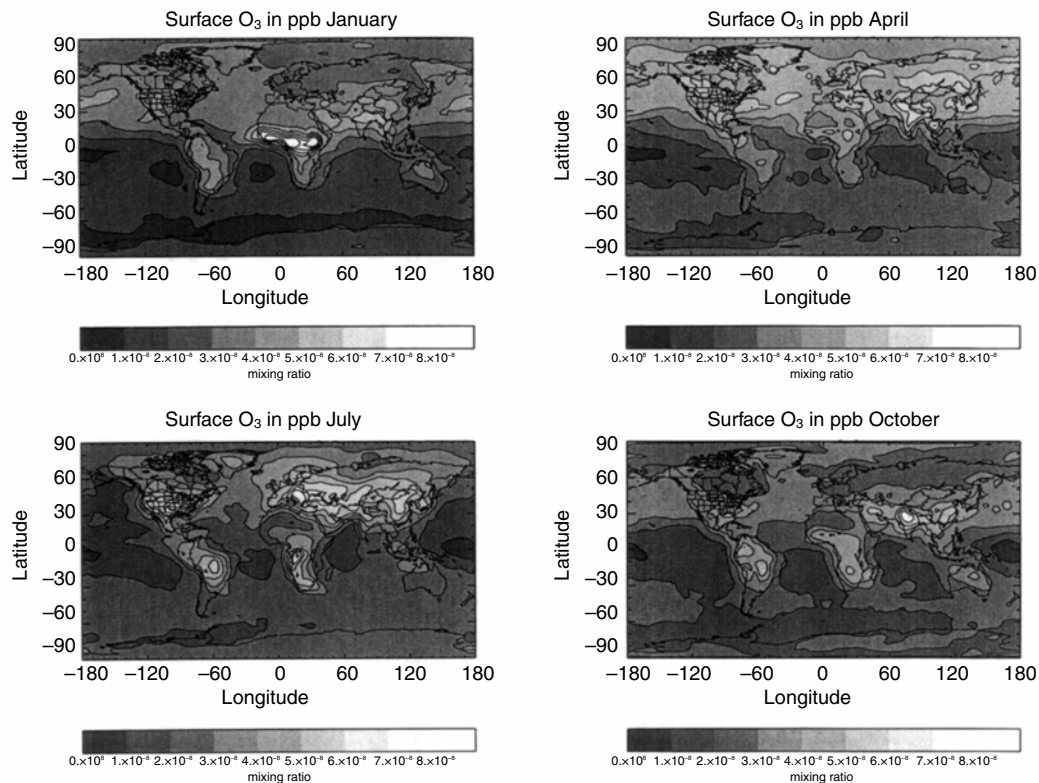 Surface O₃ in ppb January
90
60
30
0
−30
−60
−90
Latitude
−180 −120 −60 0 60 120 180
Longitude
0.×10⁸ 1.×10⁻⁸ 2.×10⁻⁸ 3.×10⁻⁸ 4.×10⁻⁸ 5.×10⁻⁸ 6.×10⁻⁸ 7.×10⁻⁸ 8.×10⁻⁸
mixing ratio
Surface O₃ in ppb April
90
60
30
0
−30
−60
−90
Latitude
−180 −120 −60 0 60 120 180
Longitude
0.×10⁸ 1.×10⁻⁸ 2.×10⁻⁸ 3.×10⁻⁸ 4.×10⁻⁸ 5.×10⁻⁸ 6.×10⁻⁸ 7.×10⁻⁸ 8.×10⁻⁸
mixing ratio
Surface O₃ in ppb July
90
60
30
0
−30
−60
−90
Latitude
−180 −120 −60 0 60 120 180
Longitude
0.×10⁸ 1.×10⁻⁸ 2.×10⁻⁸ 3.×10⁻⁸ 4.×10⁻⁸ 5.×10⁻⁸ 6.×10⁻⁸ 7.×10⁻⁸ 8.×10⁻⁸
mixing ratio
Surface O₃ in ppb October
90
60
30
0
−30
−60
−90
Latitude
−180 −120 −60 0 60 120 180
Longitude
0.×10⁸ 1.×10⁻⁸ 2.×10⁻⁸ 3.×10⁻⁸ 4.×10⁻⁸ 5.×10⁻⁸ 6.×10⁻⁸ 7.×10⁻⁸ 8.×10⁻⁸
mixing ratio